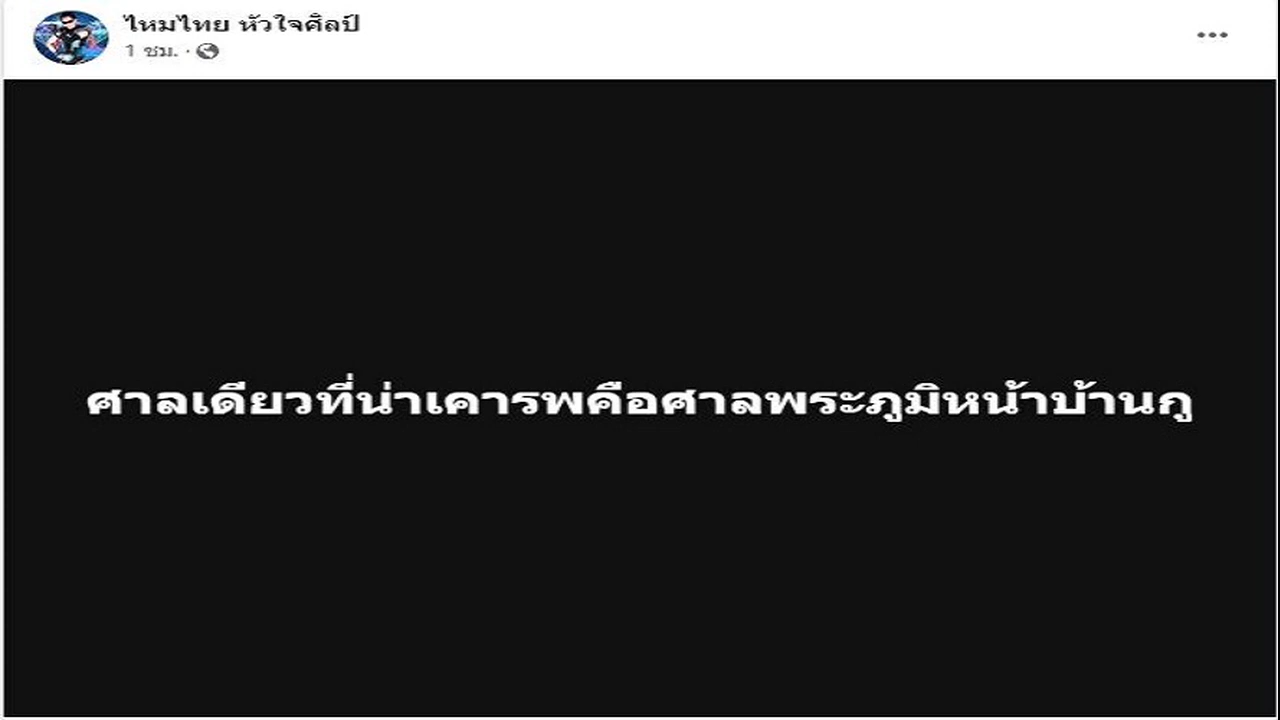 ไหมไทย หัวใจศิลป์
1 ชม. ·
ศาลเดียวที่น่าเคารพคือศาลพระภูมิหน้าบ้านกู